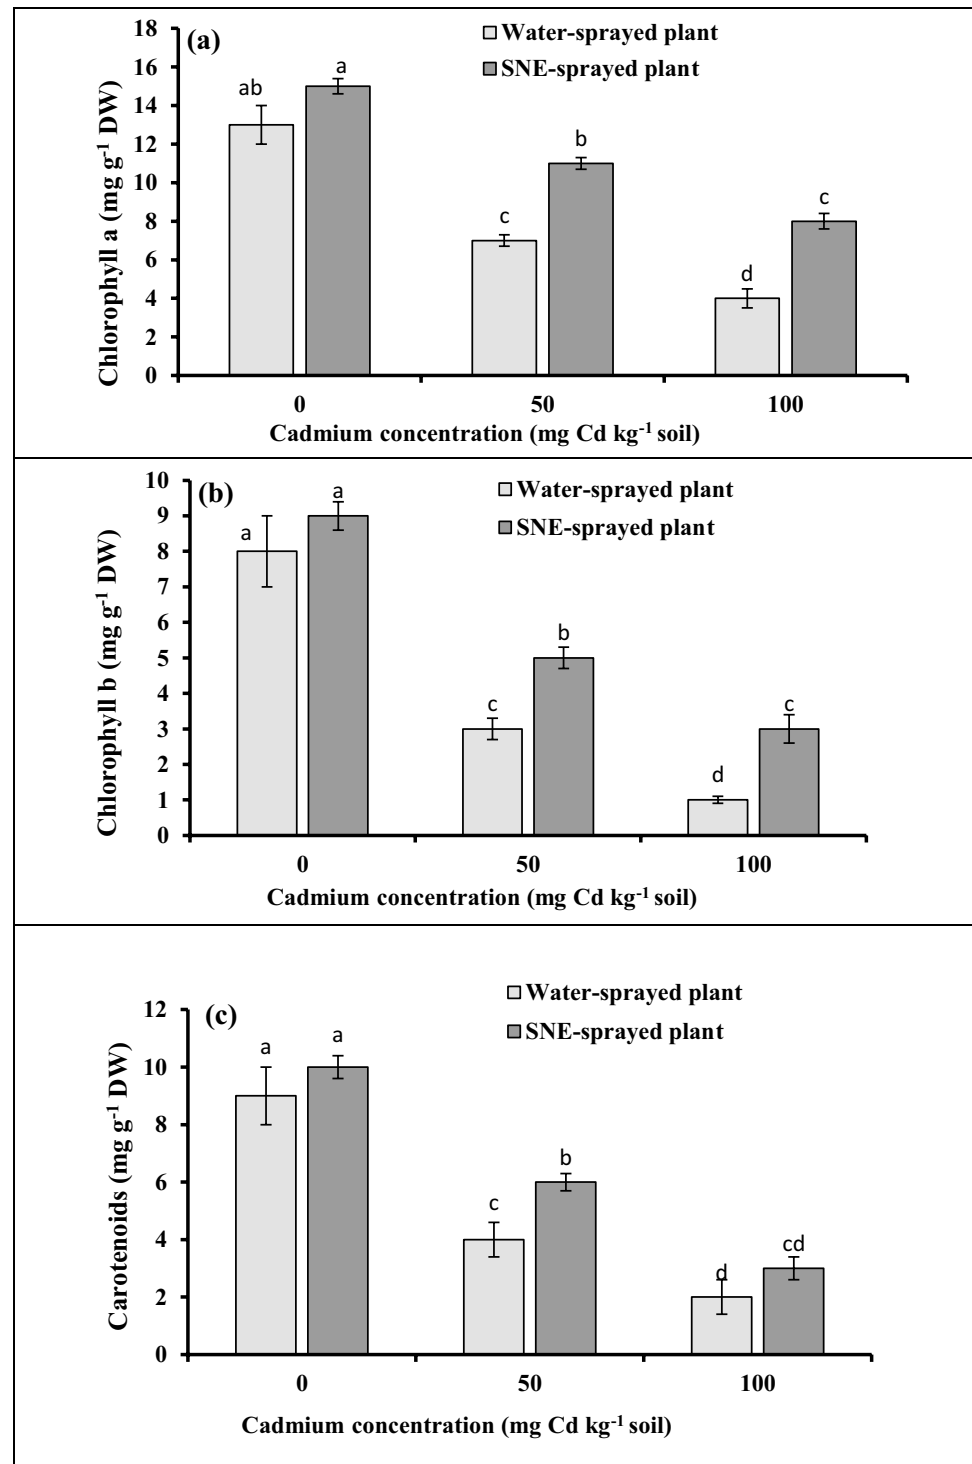 (a)
Water-sprayed plant
SNE-sprayed plant
Chlorophyll a (mg g⁻¹ DW)
18
16
14
12
10
8
6
4
2
0
ab
a
c
b
d
c
0 50 100
Cadmium concentration (mg Cd kg⁻¹ soil)
(b)
Water-sprayed plant
SNE-sprayed plant
Chlorophyll b (mg g⁻¹ DW)
10
9
8
7
6
5
4
3
2
1
0
a
a
c
b
d
c
0 50 100
Cadmium concentration (mg Cd kg⁻¹ soil)
(c)
Water-sprayed plant
SNE-sprayed plant
Carotenoids (mg g⁻¹ DW)
12
10
8
6
4
2
0
a
a
c
b
d
cd
0 50 100
Cadmium concentration (mg Cd kg⁻¹ soil)